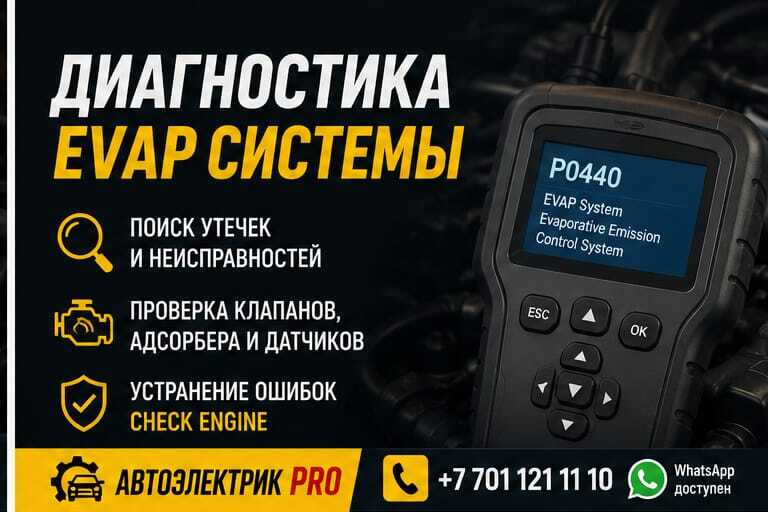 ДИАГНОСТИКА
EVAP СИСТЕМЫ
ПОИСК УТЕЧЕК
И НЕИСПРАВНОСТЕЙ
ПРОВЕРКА КЛАПАНОВ,
АДСОРБЕРА И ДАТЧИКОВ
УСТРАНЕНИЕ ОШИБОК
CHECK ENGINE
P0440
EVAP System
Evaporative Emission
Control System
ESC
OK
АВТОЭЛЕКТРИК PRO
+7 701 121 11 10
WhatsApp
доступен